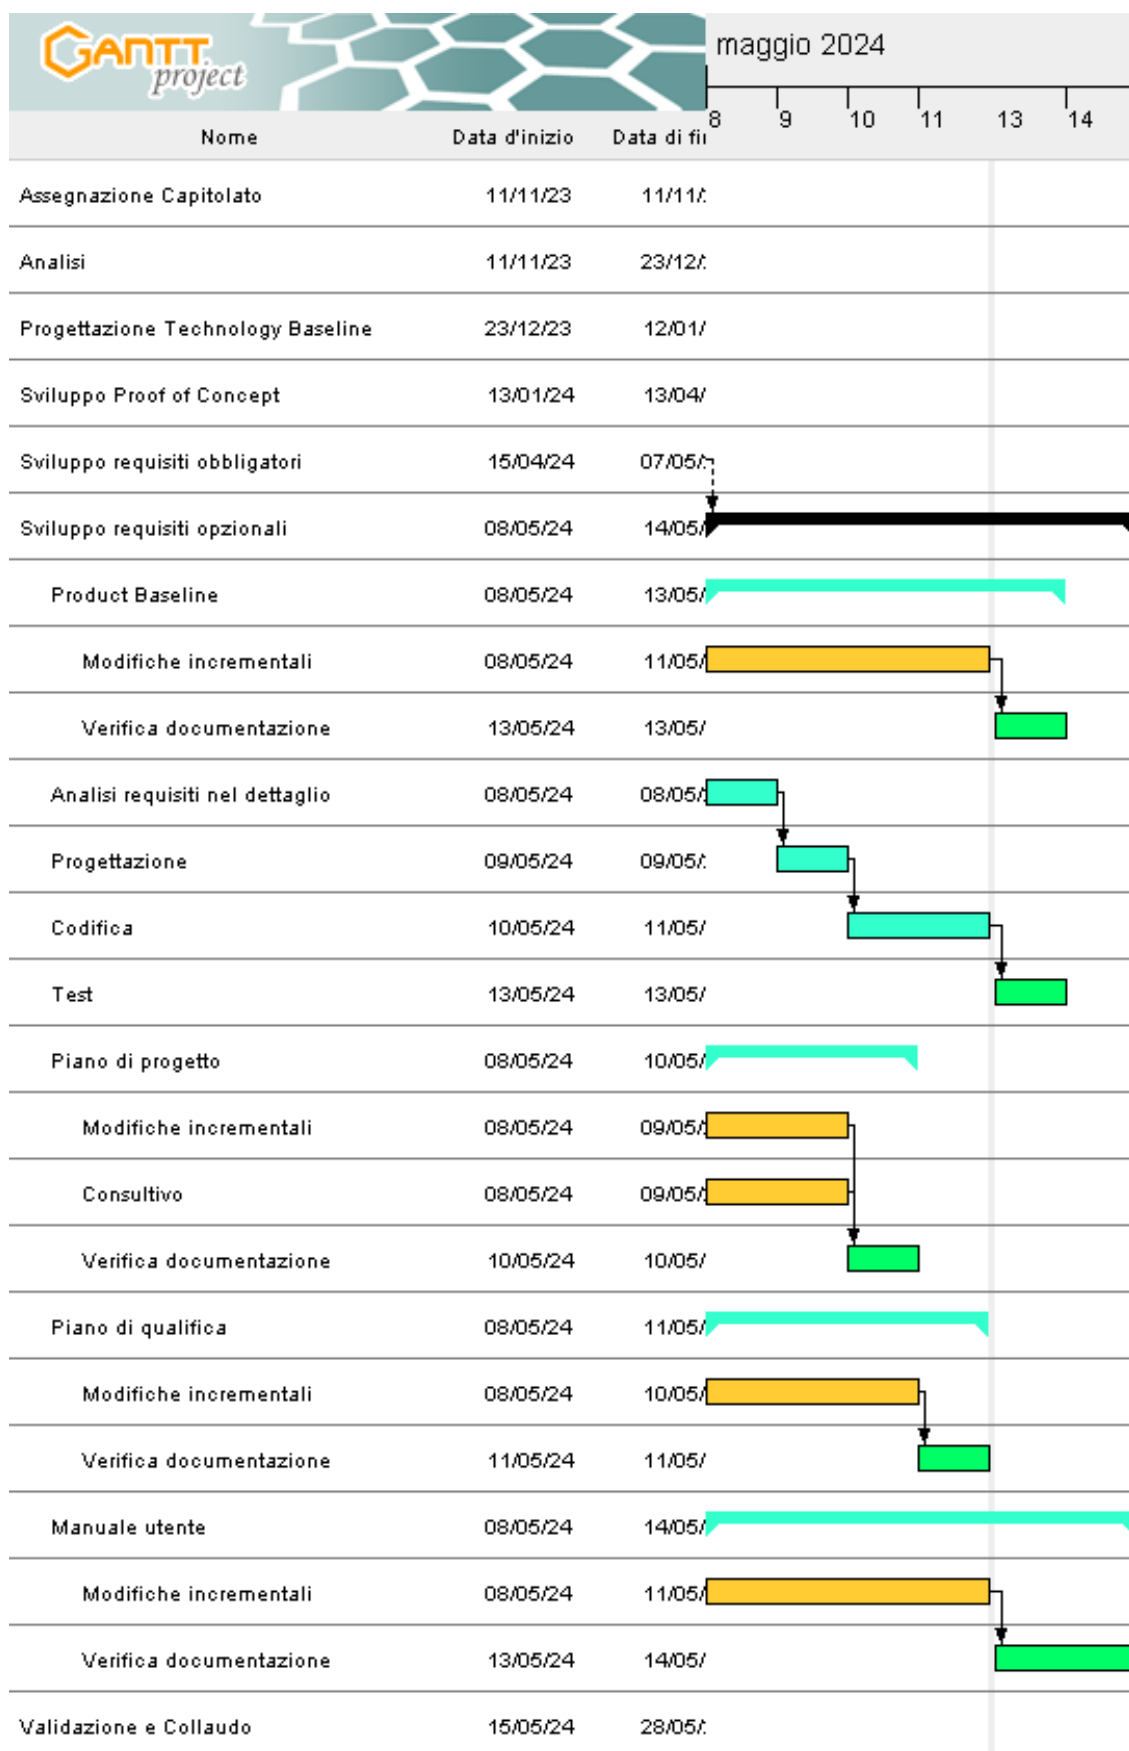 GANTT project
maggio 2024
8 9 10 11 13 14
Nome Data d'inizio Data di fi
Assegnazione Capitolato 11/11/23 11/11/
Analisi 11/11/23 23/12/
Progettazione Technology Baseline 23/12/23 12/01/
Sviluppo Proof of Concept 13/01/24 13/04/
Sviluppo requisiti obbligatori 15/04/24 07/05/
Sviluppo requisiti opzionali 08/05/24 14/05/
Product Baseline 08/05/24 13/05/
Modifiche incrementali 08/05/24 11/05/
Verifica documentazione 13/05/24 13/05/
Analisi requisiti nel dettaglio 08/05/24 08/05/
Progettazione 09/05/24 09/05/
Codifica 10/05/24 11/05/
Test 13/05/24 13/05/
Piano di progetto 08/05/24 10/05/
Modifiche incrementali 08/05/24 09/05/
Consultivo 08/05/24 09/05/
Verifica documentazione 10/05/24 10/05/
Piano di qualifica 08/05/24 11/05/
Modifiche incrementali 08/05/24 10/05/
Verifica documentazione 11/05/24 11/05/
Manuale utente 08/05/24 14/05/
Modifiche incrementali 08/05/24 11/05/
Verifica documentazione 13/05/24 14/05/
Validazione e Collaudo 15/05/24 28/05/